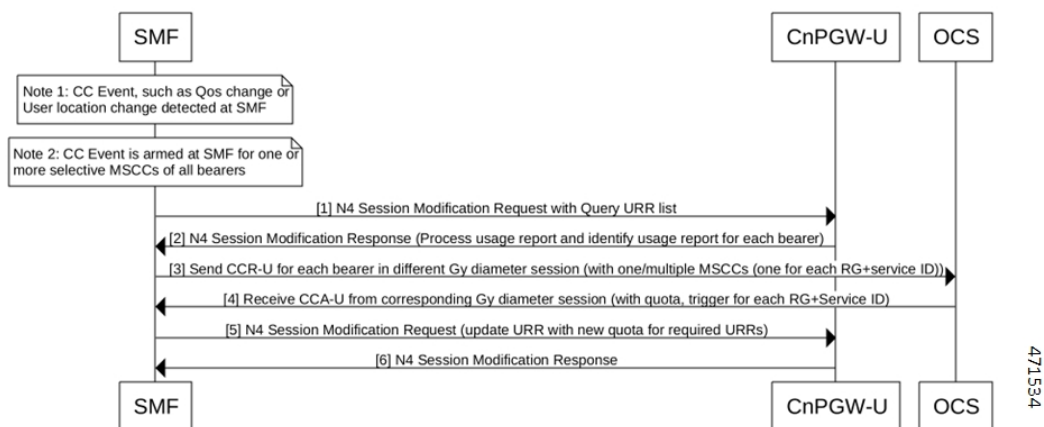 SMF
CnPGW-U
OCS
Note 1: CC Event, such as Qos change or
User location change detected at SMF
Note 2: CC Event is armed at SMF for one or
more selective MSCCs of all bearers
[1] N4 Session Modification Request with Query URR list
[2] N4 Session Modification Response (Process usage report and identify usage report for each bearer)
[3] Send CCR-U for each bearer in different Gy diameter session (with one/multiple MSCCs (one for each RG+service ID))
[4] Receive CCA-U from corresponding Gy diameter session (with quota, trigger for each RG+Service ID)
[5] N4 Session Modification Request (update URR with new quota for required URRs)
[6] N4 Session Modification Response
SMF
CnPGW-U
OCS
471534